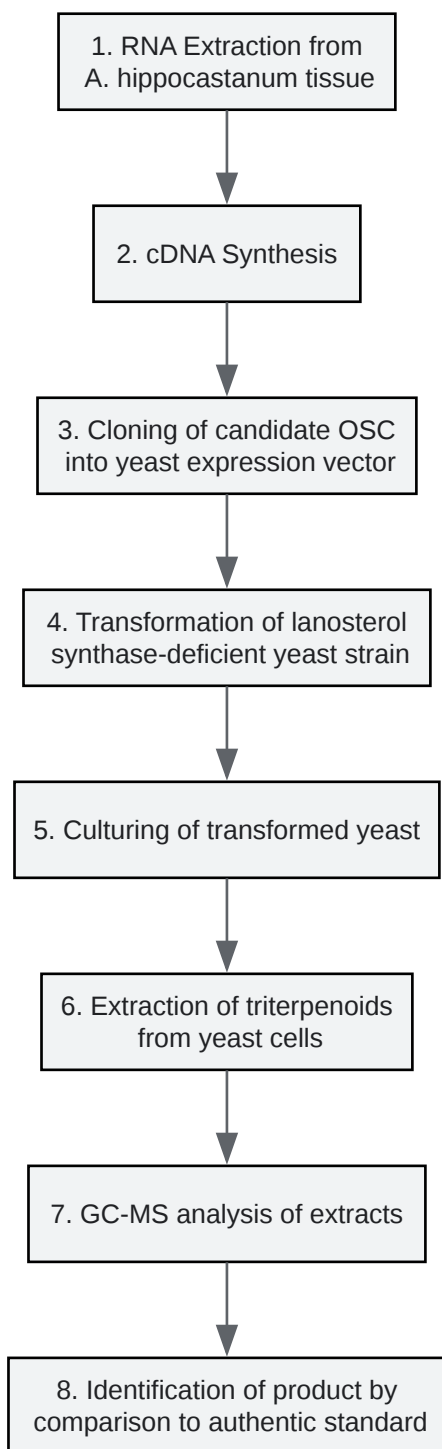 1. RNA Extraction from
A. hippocastanum tissue
2. cDNA Synthesis
3. Cloning of candidate OSC
into yeast expression vector
4. Transformation of lanosterol
synthase-deficient yeast strain
5. Culturing of transformed yeast
6. Extraction of triterpenoids
from yeast cells
7. GC-MS analysis of extracts
8. Identification of product by
comparison to authentic standard